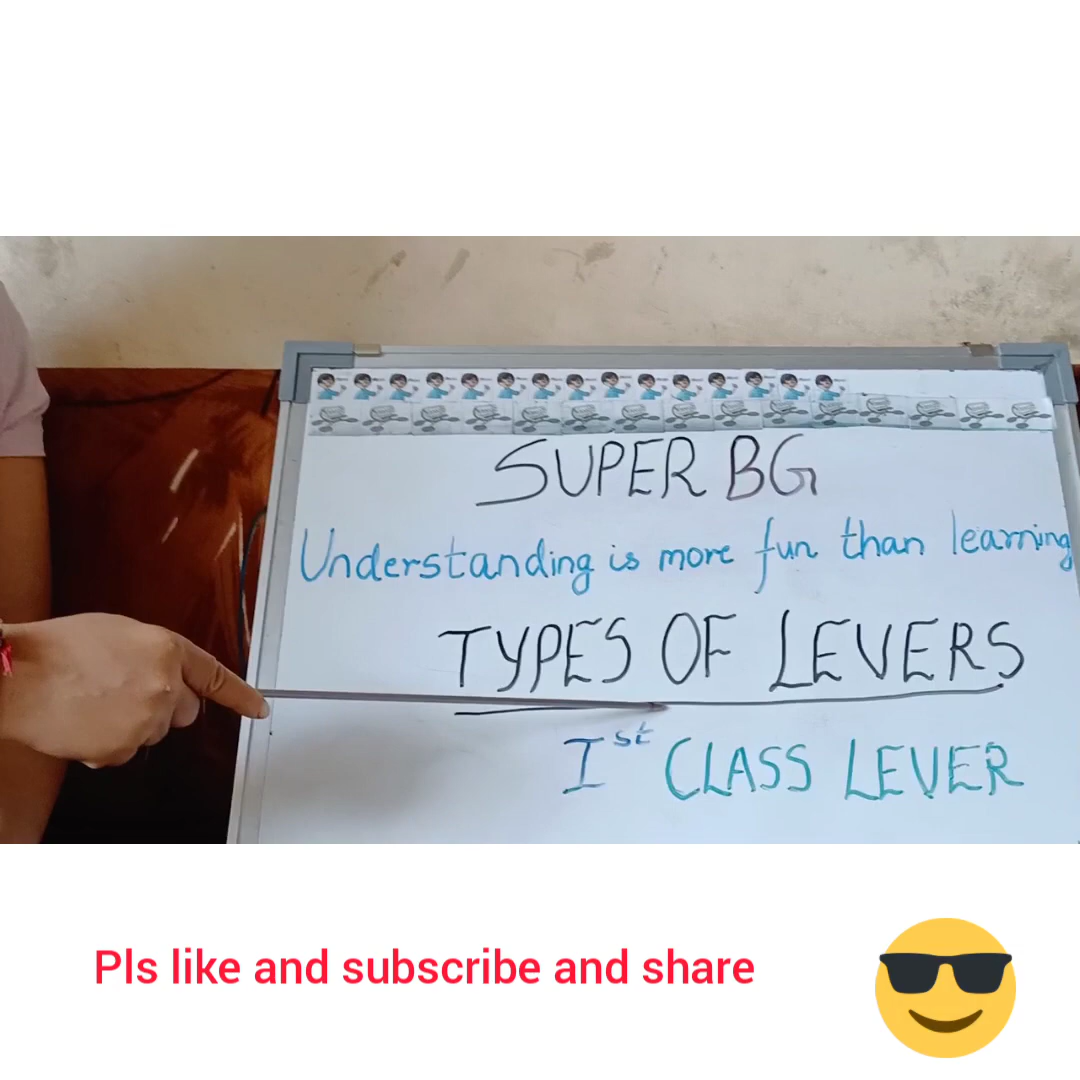 SUPER BG
Understanding is more fun than learning
TYPES OF LEVERS
Ist CLASS LEVER
Pls like and subscribe and share